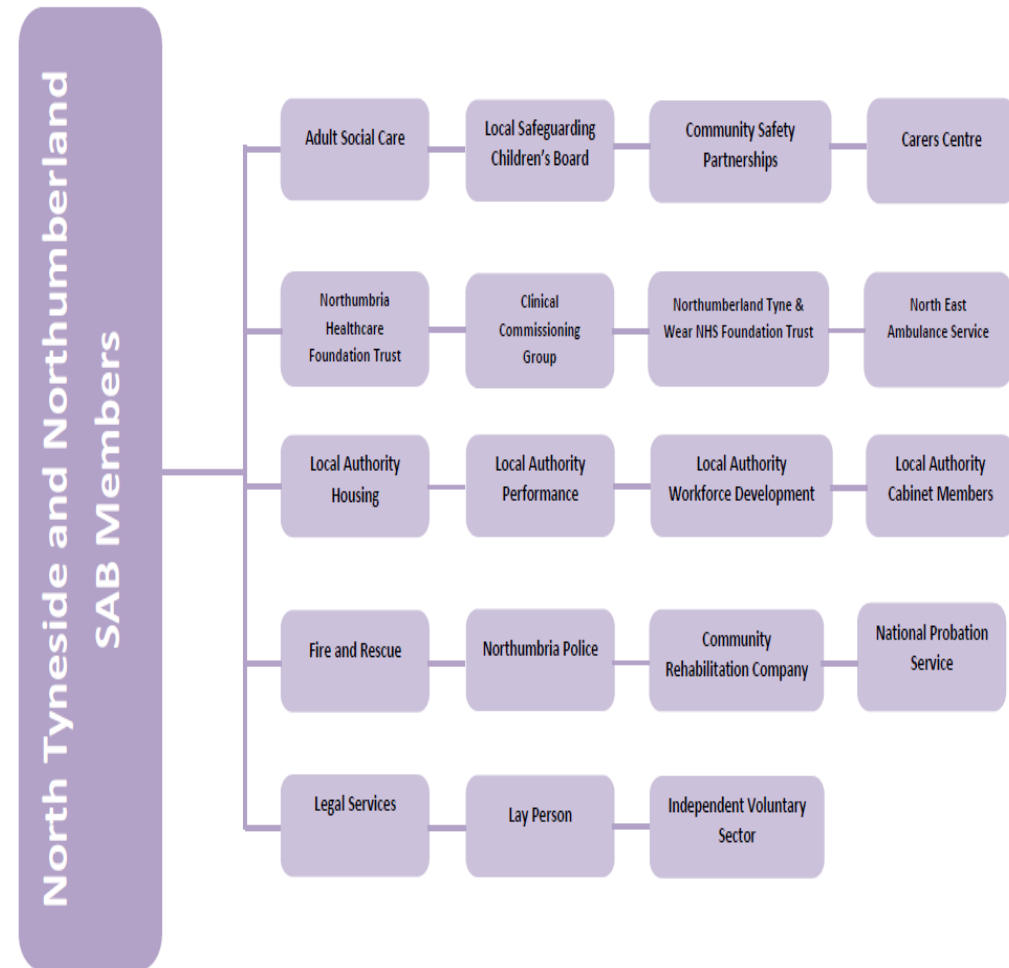 North Tyneside and Northumberland
SAB Members
Adult Social Care
Local Safeguarding
Children's Board
Community Safety
Partnerships
Carers Centre
Northumbria
Healthcare
Foundation Trust
Clinical
Commissioning
Group
Northumberland Tyne &
Wear NHS Foundation Trust
North East
Ambulance Service
Local Authority
Housing
Local Authority
Performance
Local Authority
Workforce Development
Local Authority
Cabinet Members
Fire and Rescue
Northumbria Police
Community
Rehabilitation Company
National Probation
Service
Legal Services
Lay Person
Independent Voluntary
Sector